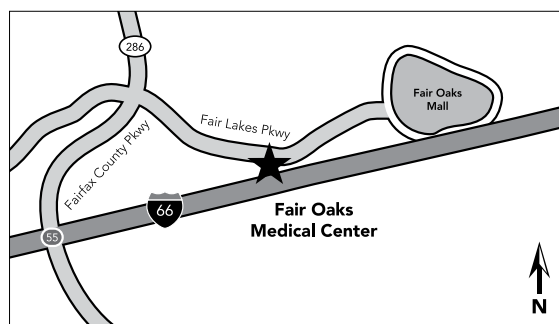 286
Fair Oaks
Mall
Fair Lakes Pkwy
Fairfax County Pkwy
66
Fair Oaks
Medical Center
55
N